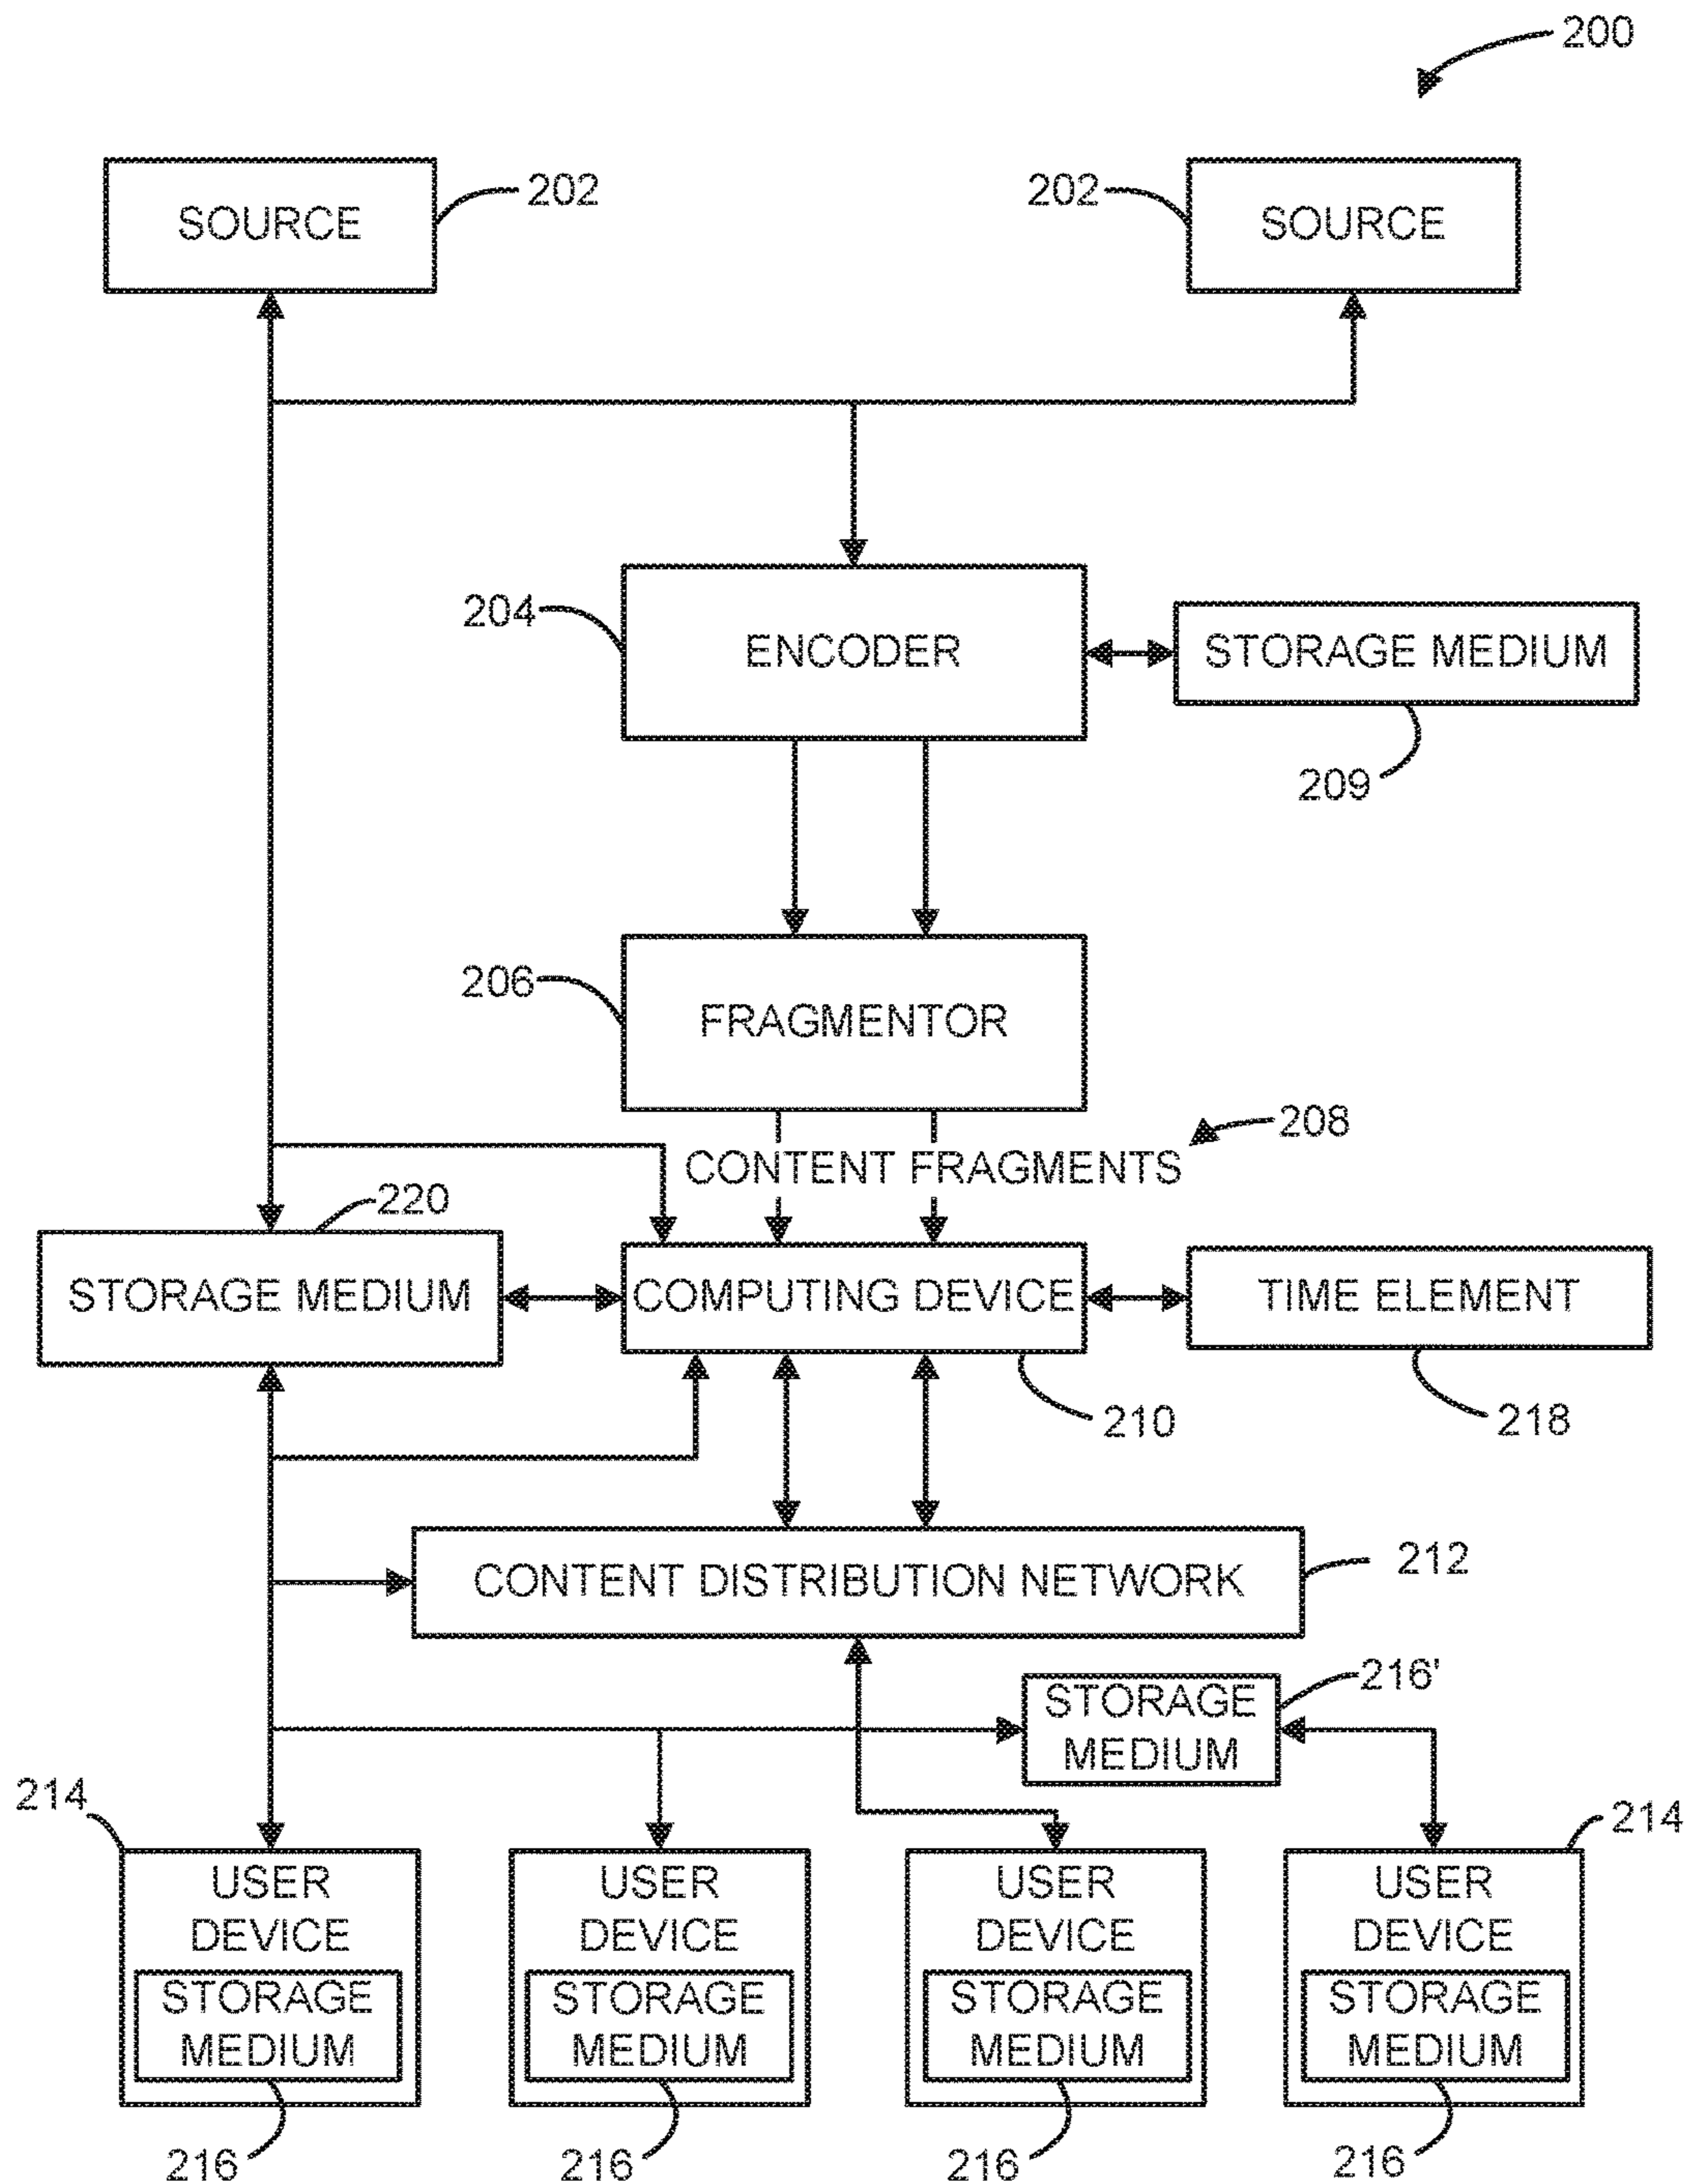 200
SOURCE
202
202
SOURCE
204
ENCODER
STORAGE MEDIUM
209
206
FRAGMENTOR
208
CONTENT FRAGMENTS
220
STORAGE MEDIUM
COMPUTING DEVICE
TIME ELEMENT
210
218
CONTENT DISTRIBUTION NETWORK
212
216'
STORAGE
MEDIUM
214
214
USER
DEVICE
STORAGE
MEDIUM
216
USER
DEVICE
STORAGE
MEDIUM
216
USER
DEVICE
STORAGE
MEDIUM
216
USER
DEVICE
STORAGE
MEDIUM
216